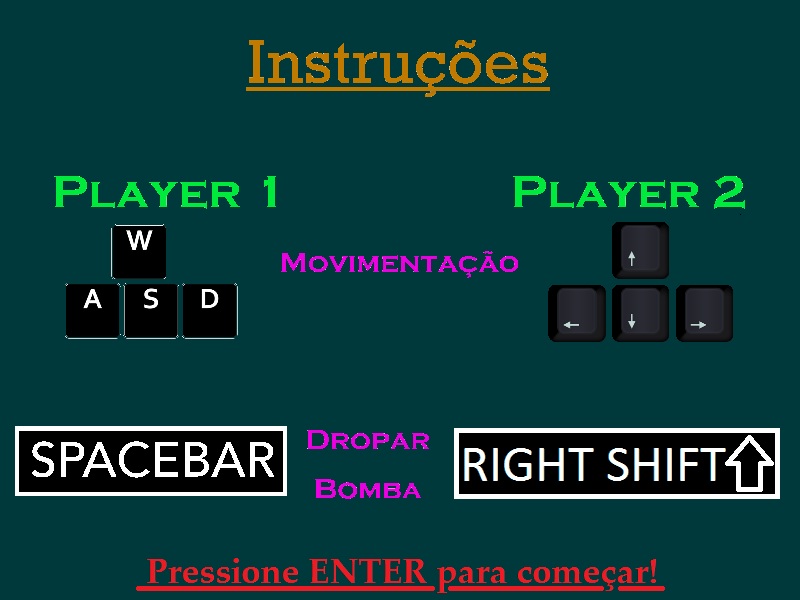 Instruções
PLAYER 1
PLAYER 2
W
MOVIMENTAÇÃO
↑
A S D
← ↓ →
DROPAR
SPACEBAR
RIGHT SHIFT
BOMBA
Pressione ENTER para começar!